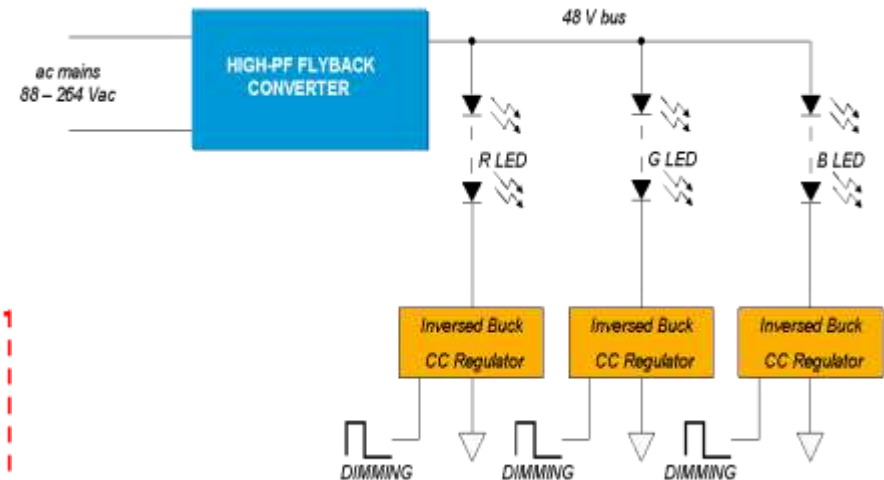 48 V bus
ac mains
88 – 264 Vac
HIGH-PF FLYBACK
CONVERTER
R LED
G LED
B LED
Inversed Buck
CC Regulator
Inversed Buck
CC Regulator
Inversed Buck
CC Regulator
DIMMING
DIMMING
DIMMING